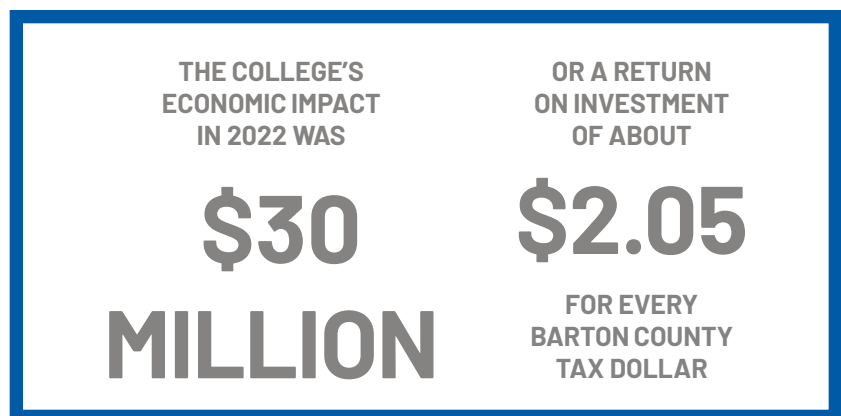 THE COLLEGE'S
ECONOMIC IMPACT
IN 2022 WAS
$30
MILLION
OR A RETURN
ON INVESTMENT
OF ABOUT
$2.05
FOR EVERY
BARTON COUNTY
TAX DOLLAR